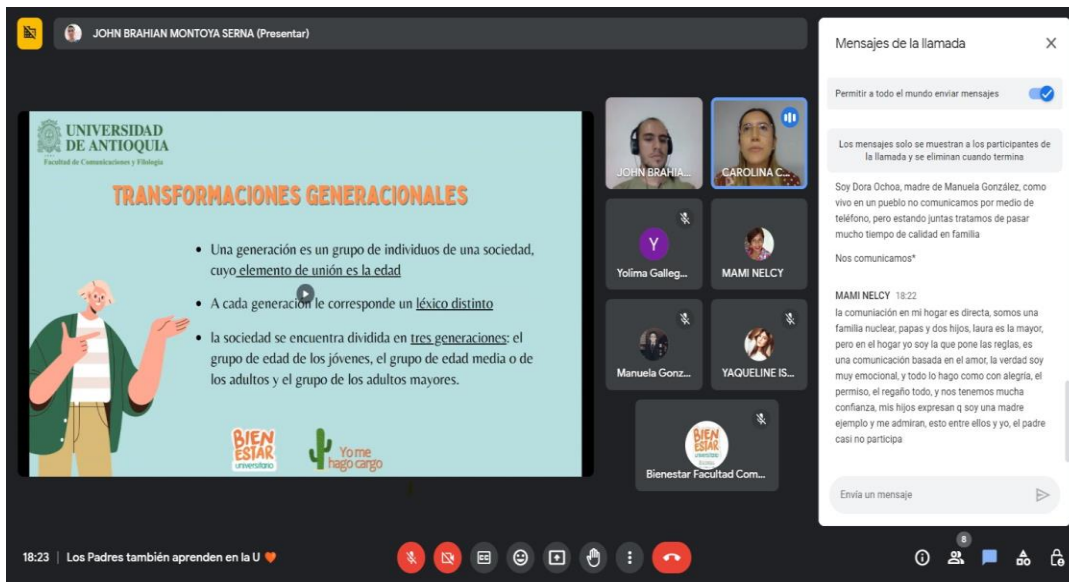 JOHN BRAHIAN MONTOYA SERNA (Presentar)
UNIVERSIDAD
DE ANTIOQUIA
Facultad de Comunicaciones y Filología
TRANSFORMACIONES GENERACIONALES
• Una generación es un grupo de individuos de una sociedad,
cuyo elemento de unión es la edad
• A cada generación le corresponde un léxico distinto
• la sociedad se encuentra dividida en tres generaciones: el
grupo de edad de los jóvenes, el grupo de edad media o de
los adultos y el grupo de los adultos mayores.
BIEN
ESTAR
universitario
Yo me
hago cargo
JOHN BRAHIA...
CAROLINA C...
Y
Yolima Galleg...
MAMI NELCY
Manuela Gonz...
YAQUELINE IS...
BIEN
ESTAR
Bienestar Facultad Com...
Mensajes de la llamada
Permitir a todo el mundo enviar mensajes
Los mensajes solo se muestran a los participantes de
la llamada y se eliminan cuando termina
Soy Dora Ochoa, madre de Manuela González, como
vivo en un pueblo no comunicamos por medio de
teléfono, pero estando juntas tratamos de pasar
mucho tiempo de calidad en familia
Nos comunicamos*
MAMI NELCY 18:22
la comuniación en mi hogar es directa, somos una
familia nuclear, papas y dos hijos, laura es la mayor,
pero en el hogar yo soy la que pone las reglas, es
una comunicación basada en el amor, la verdad soy
muy emocional, y todo lo hago como con alegría, el
permiso, el regaño todo, y nos tenemos mucha
confianza, mis hijos expresan q soy una madre
ejemplo y me admiran, esto entre ellos y yo, el padre
casi no participa
Envía un mensaje
18:23 | Los Padres también aprenden en la U
8